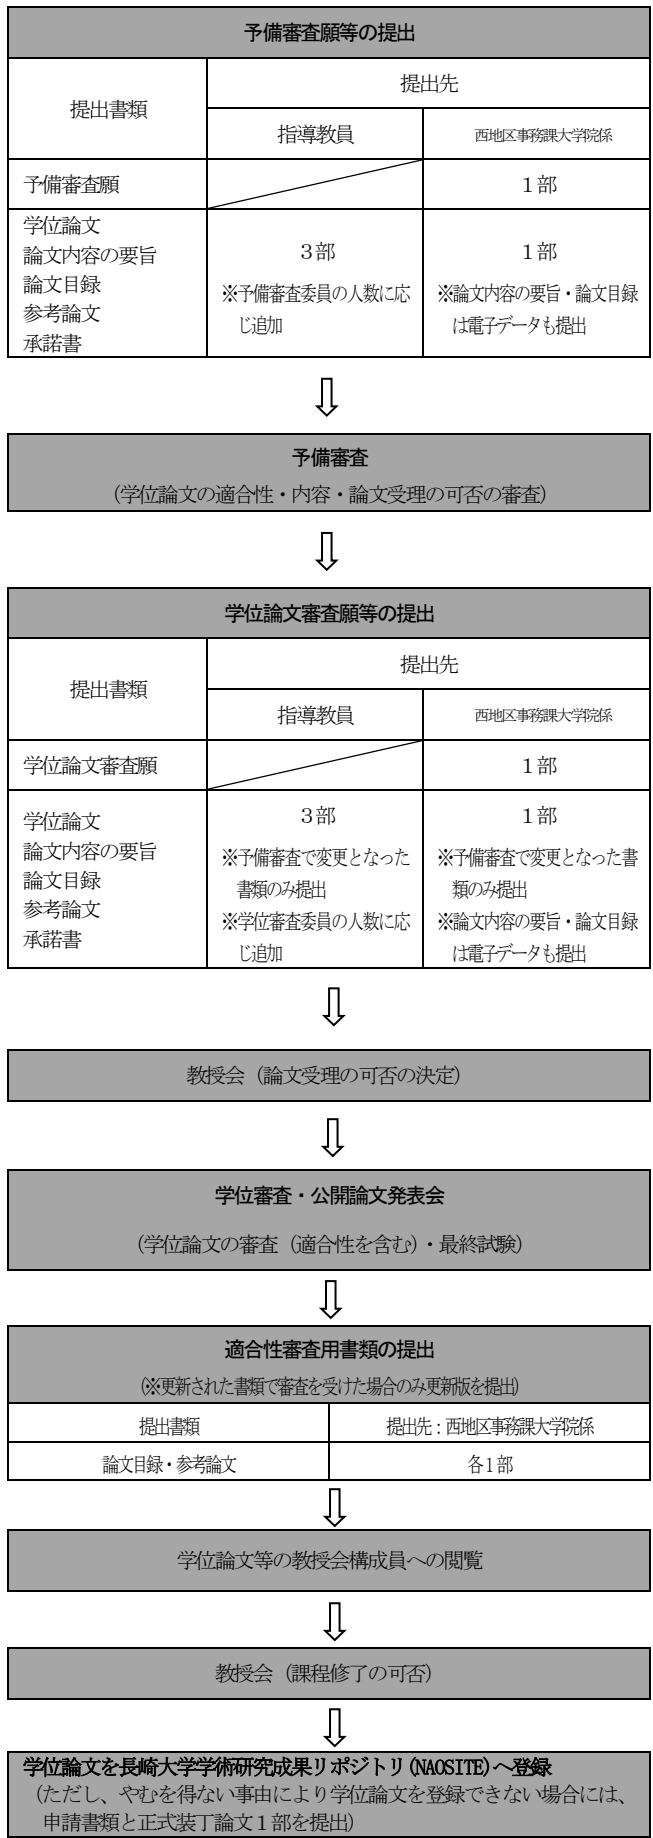 予備審査願等の提出
提出書類
提出先
指導教員
西地区事務課大学院係
予備審査願
１部
学位論文
論文内容の要旨
論文目録
参考論文
承諾書
３部
※予備審査委員の人数に応
じ追加
１部
※論文内容の要旨・論文目録
は電子データも提出
予備審査
（学位論文の適合性・内容・論文受理の可否の審査）
学位論文審査願等の提出
提出書類
提出先
指導教員
西地区事務課大学院係
学位論文審査願
１部
学位論文
論文内容の要旨
論文目録
参考論文
承諾書
３部
※予備審査で変更となった
書類のみ提出
※学位審査委員の人数に応
じ追加
１部
※予備審査で変更となった書
類のみ提出
※論文内容の要旨・論文目録
は電子データも提出
教授会（論文受理の可否の決定）
学位審査・公開論文発表会
（学位論文の審査（適合性を含む）・最終試験）
適合性審査用書類の提出
（※更新された書類で審査を受けた場合のみ更新版を提出）
提出書類
提出先：西地区事務課大学院係
論文目録・参考論文
各1部
学位論文等の教授会構成員への閲覧
教授会（課程修了の可否）
学位論文を長崎大学学術研究成果リポジトリ(NAOSITE)へ登録
（ただし、やむを得ない事由により学位論文を登録できない場合には、
申請書類と正式装丁論文１部を提出）